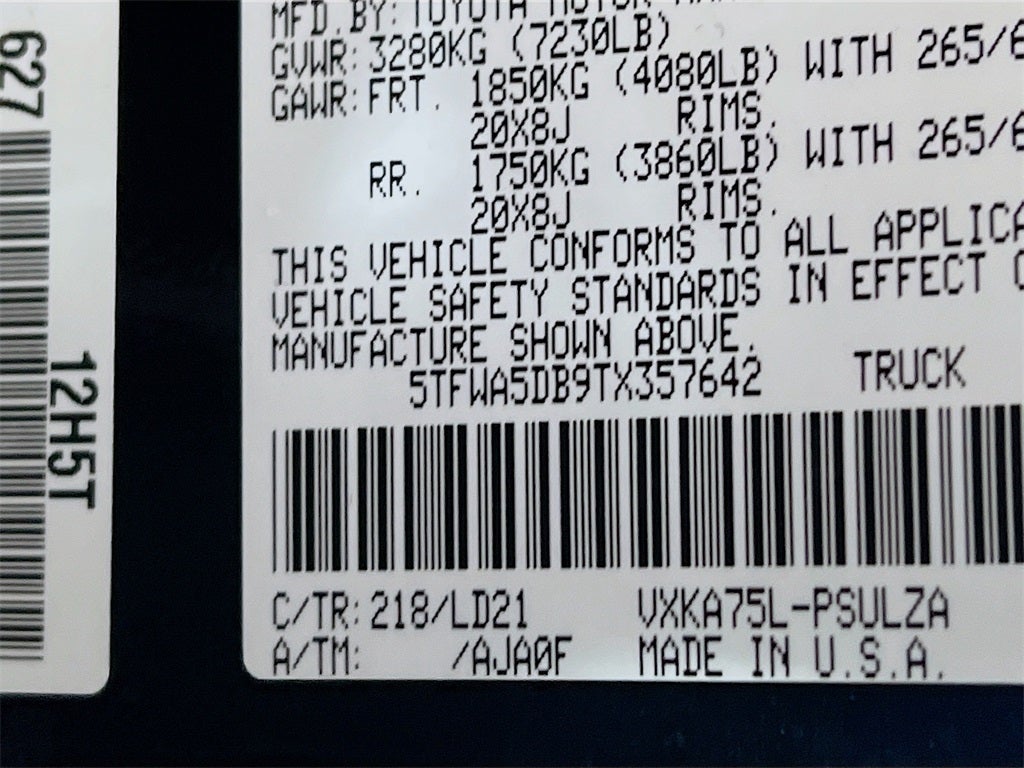 627
12H5T
MFD.BY: TOYOTA MOTOR
GVWR: 3280KG (7230LB)
GAWR: FRT. 1850KG (4080LB) WITH 265/6
20X8J RIMS.
RR. 1750KG (3860LB) WITH 265/6
20X8J RIMS.
THIS VEHICLE CONFORMS TO ALL APPLICA
VEHICLE SAFETY STANDARDS IN EFFECT O
MANUFACTURE SHOWN ABOVE.
5TFWA5DB9TX357642 TRUCK
C/TR: 218/LD21 VXKA75L-PSULZA
A/TM: /AJA0F MADE IN U.S.A.